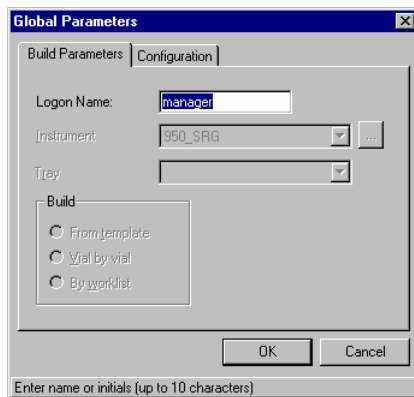 Global Parameters
Build Parameters
Configuration
Logon Name:
manager
Instrument
950_SRG
...
Tray
Build
From template
Vial by vial
By worklist
OK
Cancel
Enter name or initials (up to 10 characters)